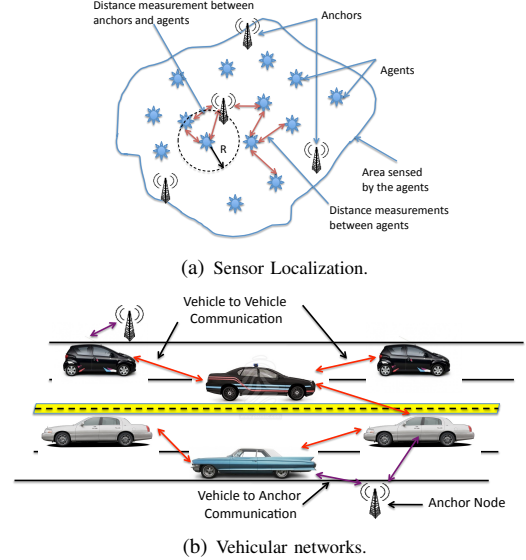 Distance measurement between
anchors and agents
Anchors
Agents
R
Area sensed
by the agents
Distance measurements
between agents
(a) Sensor Localization.
Vehicle to Vehicle
Communication
Vehicle to Anchor
Communication
Anchor Node
(b) Vehicular networks.